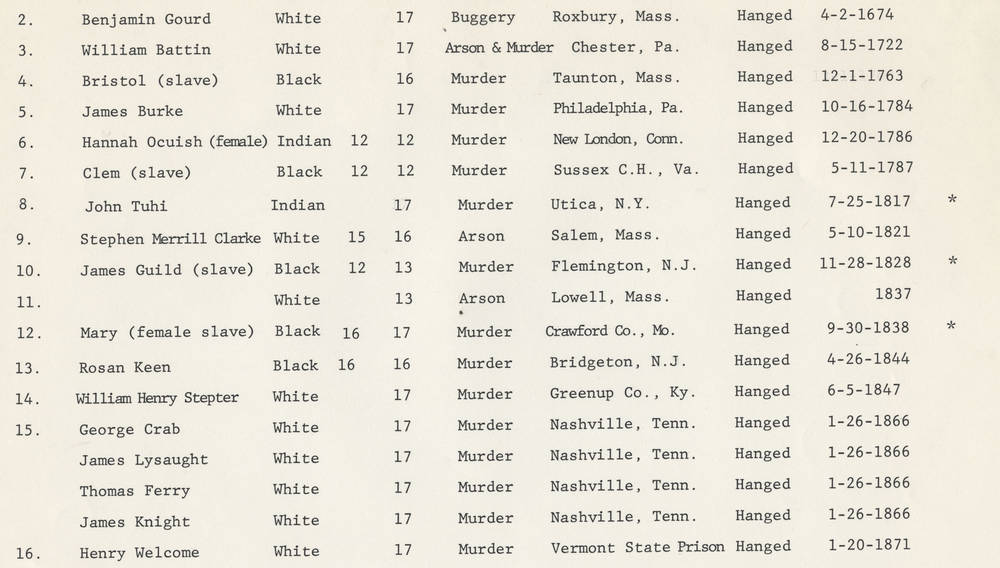 2. Benjamin Gourd White 17 Buggery Roxbury, Mass. Hanged 4-2-1674
3. William Battin White 17 Arson & Murder Chester, Pa. Hanged 8-15-1722
4. Bristol (slave) Black 16 Murder Taunton, Mass. Hanged 12-1-1763
5. James Burke White 17 Murder Philadelphia, Pa. Hanged 10-16-1784
6. Hannah Ocuish (female) Indian 12 12 Murder New London, Conn. Hanged 12-20-1786
7. Clem (slave) Black 12 12 Murder Sussex C.H., Va. Hanged 5-11-1787
8. John Tuhi Indian 17 Murder Utica, N.Y. Hanged 7-25-1817 *
9. Stephen Merrill Clarke White 15 16 Arson Salem, Mass. Hanged 5-10-1821
10. James Guild (slave) Black 12 13 Murder Flemington, N.J. Hanged 11-28-1828 *
11. White 13 Arson Lowell, Mass. Hanged 1837
12. Mary (female slave) Black 16 17 Murder Crawford Co., Mo. Hanged 9-30-1838 *
13. Rosan Keen Black 16 16 Murder Bridgeton, N.J. Hanged 4-26-1844
14. William Henry Stepter White 17 Murder Greenup Co., Ky. Hanged 6-5-1847
15. George Crab White 17 Murder Nashville, Tenn. Hanged 1-26-1866
James Lysaught White 17 Murder Nashville, Tenn. Hanged 1-26-1866
Thomas Ferry White 17 Murder Nashville, Tenn. Hanged 1-26-1866
James Knight White 17 Murder Nashville, Tenn. Hanged 1-26-1866
16. Henry Welcome White 17 Murder Vermont State Prison Hanged 1-20-1871